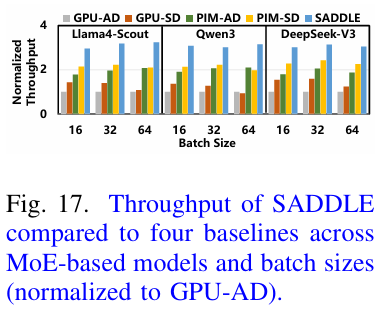 GPU-AD GPU-SD PIM-AD PIM-SD SADDLE
Llama4-Scout Qwen3 DeepSeek-V3
Normalized
Throughput
4
2
0
16 32 64 16 32 64 16 32 64
Batch Size
Fig. 17. Throughput of SADDLE
compared to four baselines across
MoE-based models and batch sizes
(normalized to GPU-AD).